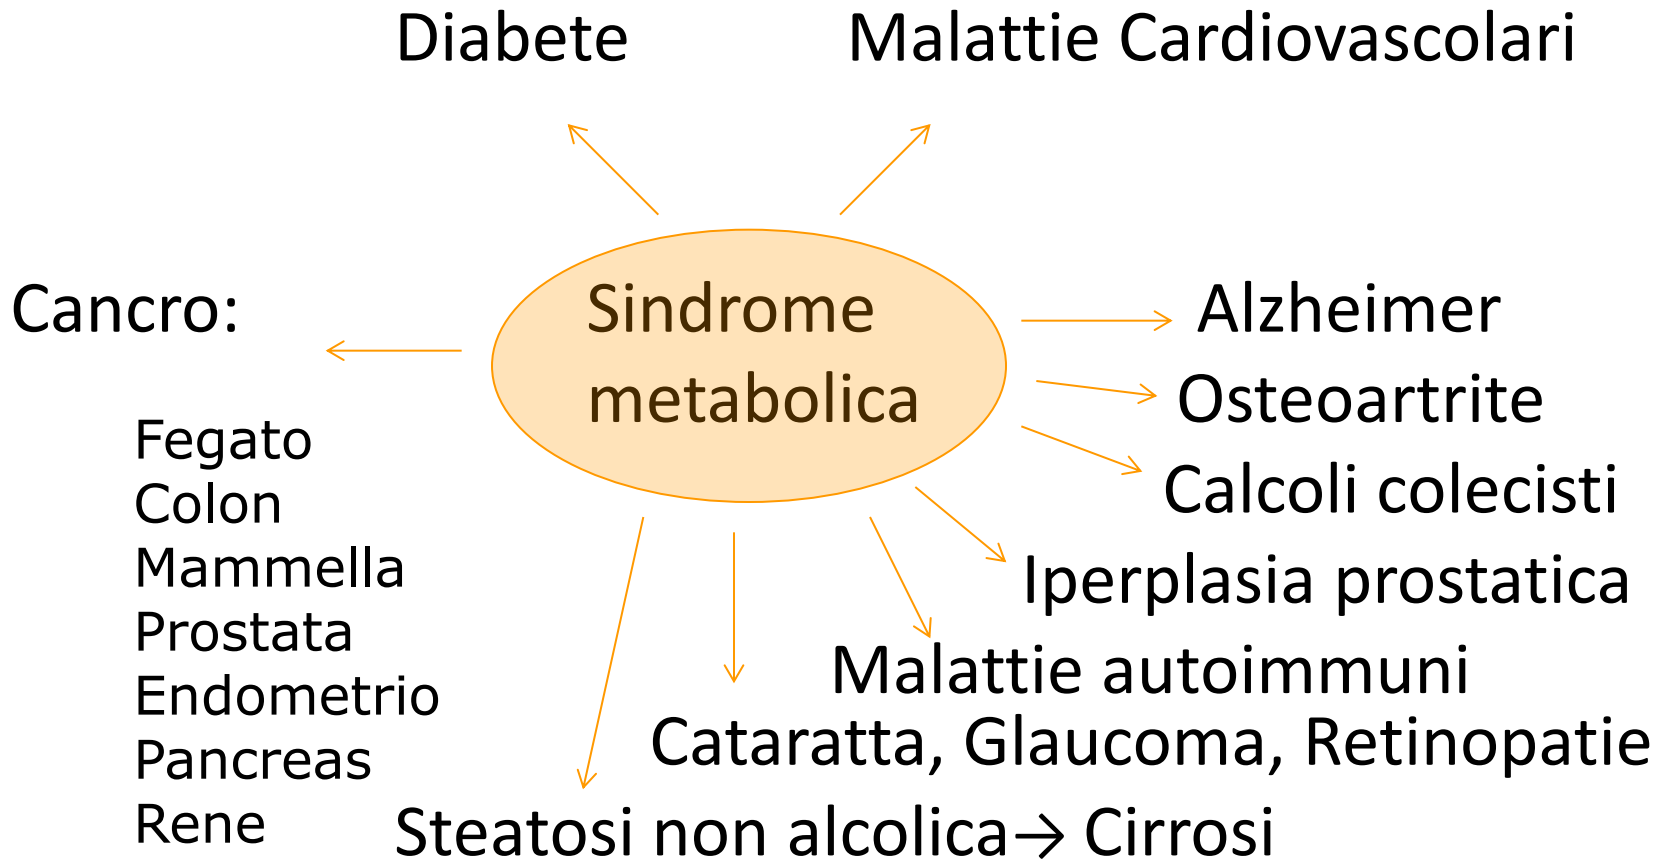 Diabete
Malattie Cardiovascolari
Cancro:
Sindrome
metabolica
Alzheimer
Osteoartrite
Calcoli colecisti
Iperplasia prostatica
Malattie autoimmuni
Cataratta, Glaucoma, Retinopatie
Steatosi non alcolica→ Cirrosi
Fegato
Colon
Mammella
Prostata
Endometrio
Pancreas
Rene